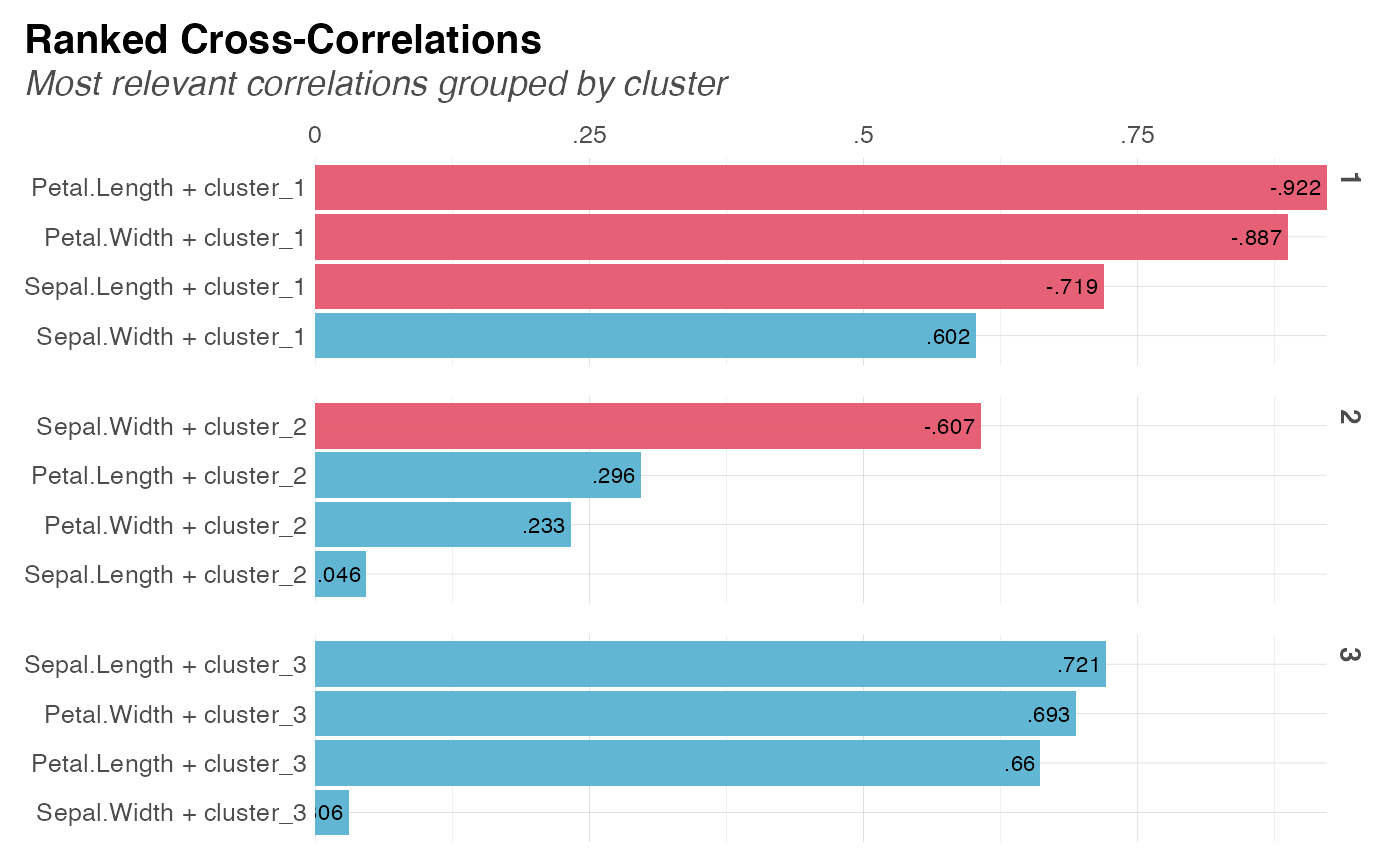 Ranked Cross-Correlations
Most relevant correlations grouped by cluster
0 .25 .5 .75
1
Petal.Length + cluster_1 -.922
Petal.Width + cluster_1 -.887
Sepal.Length + cluster_1 -.719
Sepal.Width + cluster_1 .602
2
Sepal.Width + cluster_2 -.607
Petal.Length + cluster_2 .296
Petal.Width + cluster_2 .233
Sepal.Length + cluster_2 .046
3
Sepal.Length + cluster_3 .721
Petal.Width + cluster_3 .693
Petal.Length + cluster_3 .66
Sepal.Width + cluster_3